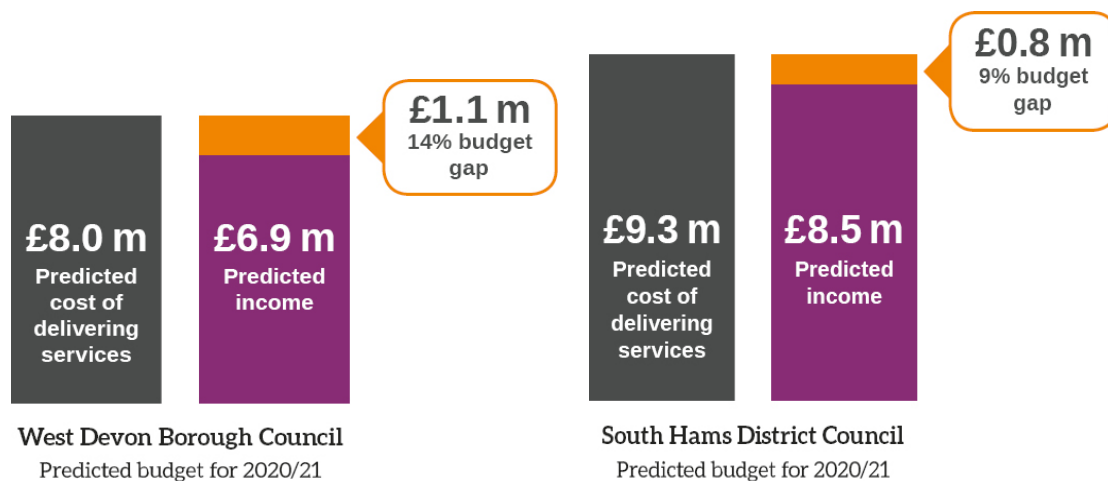 £1.1 m
14% budget
gap
£8.0 m
Predicted
cost of
delivering
services
£6.9 m
Predicted
income
West Devon Borough Council
Predicted budget for 2020/21
£0.8 m
9% budget
gap
£9.3 m
Predicted
cost of
delivering
services
£8.5 m
Predicted
income
South Hams District Council
Predicted budget for 2020/21